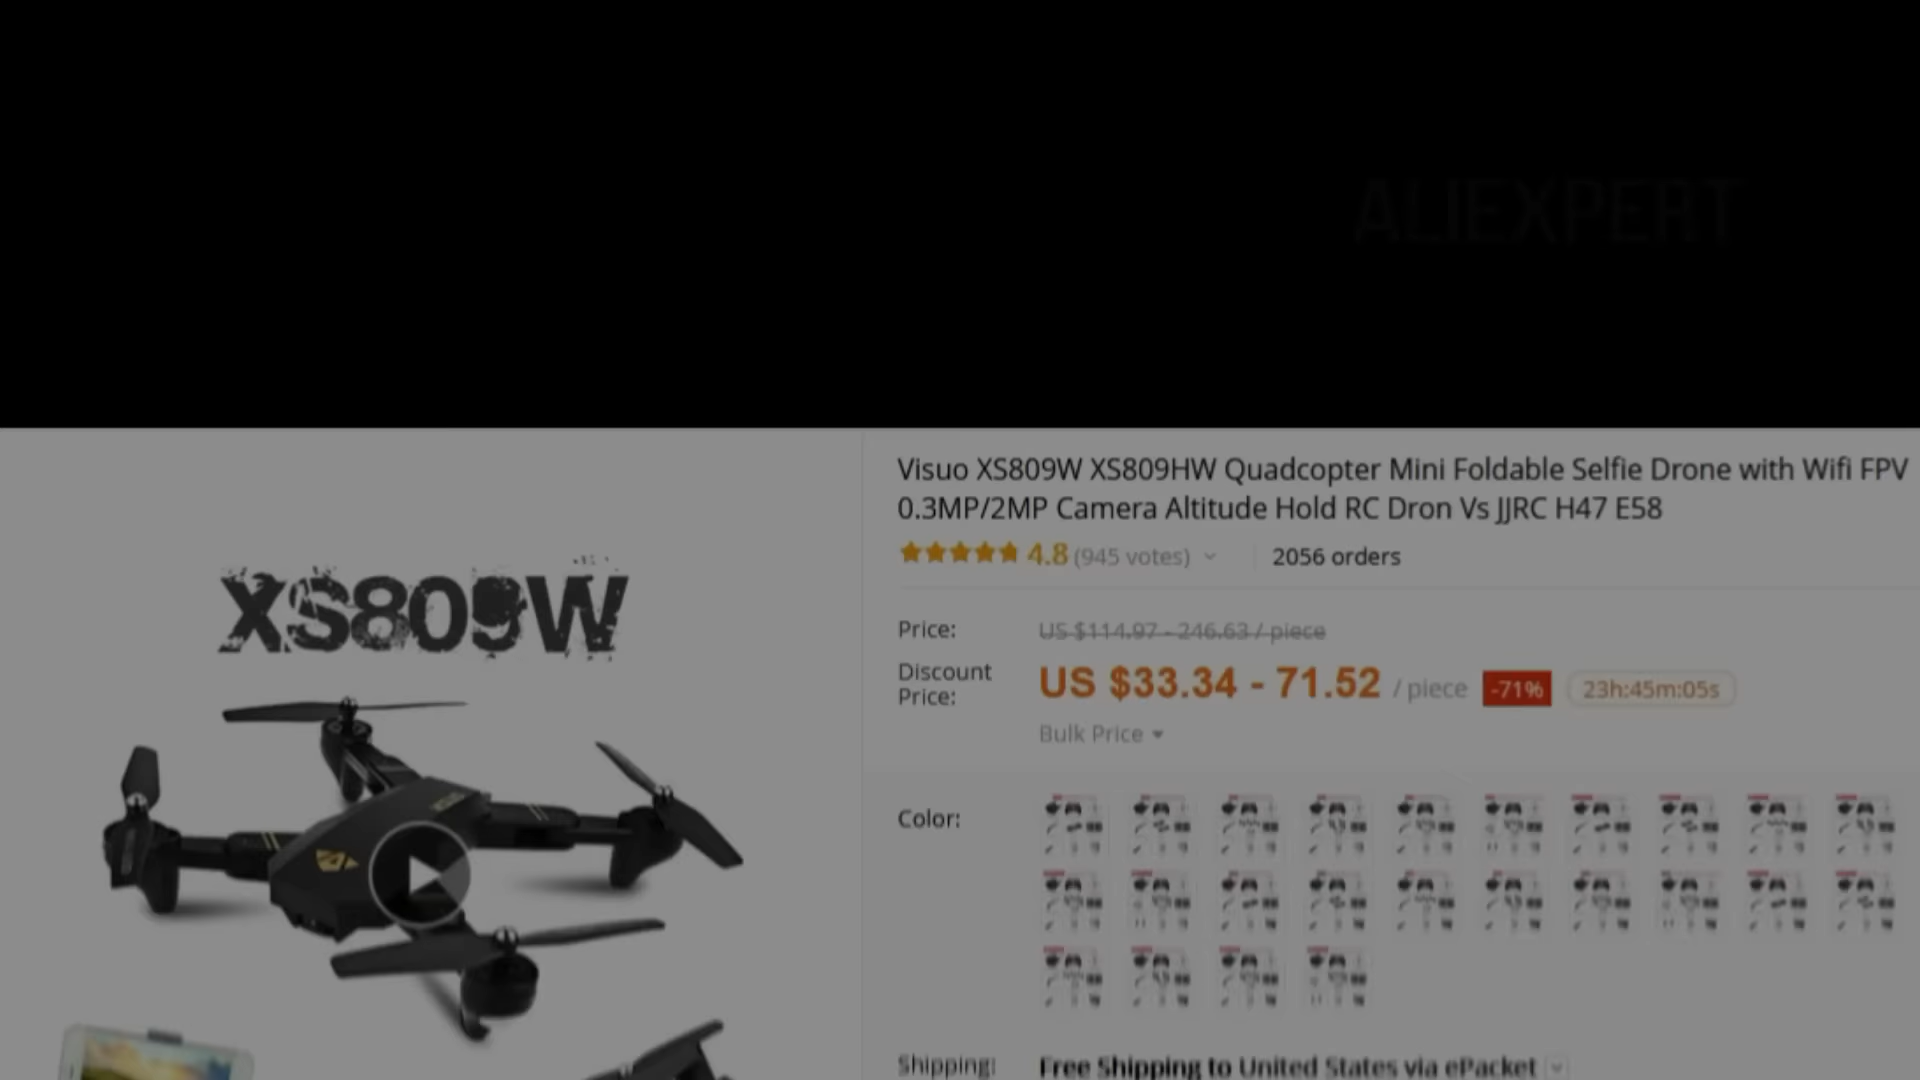 ALIEXPERT
Visuo XS809W XS809HW Quadcopter Mini Foldable Selfie Drone with Wifi FPV
0.3MP/2MP Camera Altitude Hold RC Dron Vs JJRC H47 E58
4.8 (945 votes) 2056 orders
XS809W
Price: US $114.97 - 246.63 / piece
Discount Price: US $33.34 - 71.52 / piece -71% 23h:45m:05s
Bulk Price
Color:
Shipping: Free Shipping to United States via ePacket